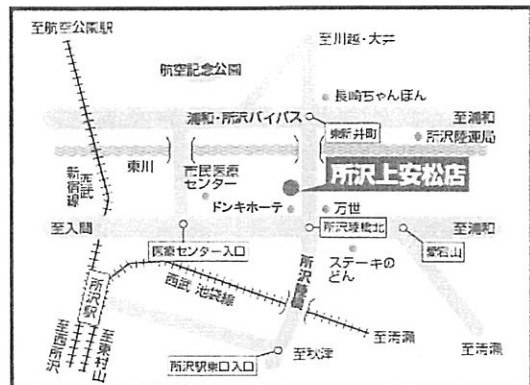 至航空公園駅
至川越・大井
航空記念公園
長崎ちゃんぽん
浦和・所沢バイパス
至浦和
東新井町
所沢陸運局
東川
市民医療
センター
所沢上安松店
西武
新宿線
ドンキホーテ
万世
至入間
所沢陸橋北
至浦和
医療センター入口
愛宕山
ステーキの
どん
所沢陸橋
所沢駅
西武 池袋線
至清瀬
至清瀬
至西所沢
至東村山
所沢駅東口入口
至秋津